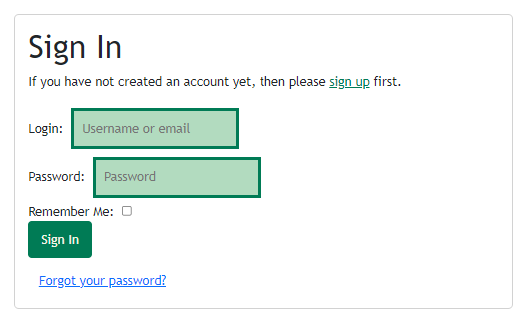 Sign In
If you have not created an account yet, then please sign up first.
Login: Username or email
Password: Password
Remember Me:
Sign In
Forgot your password?